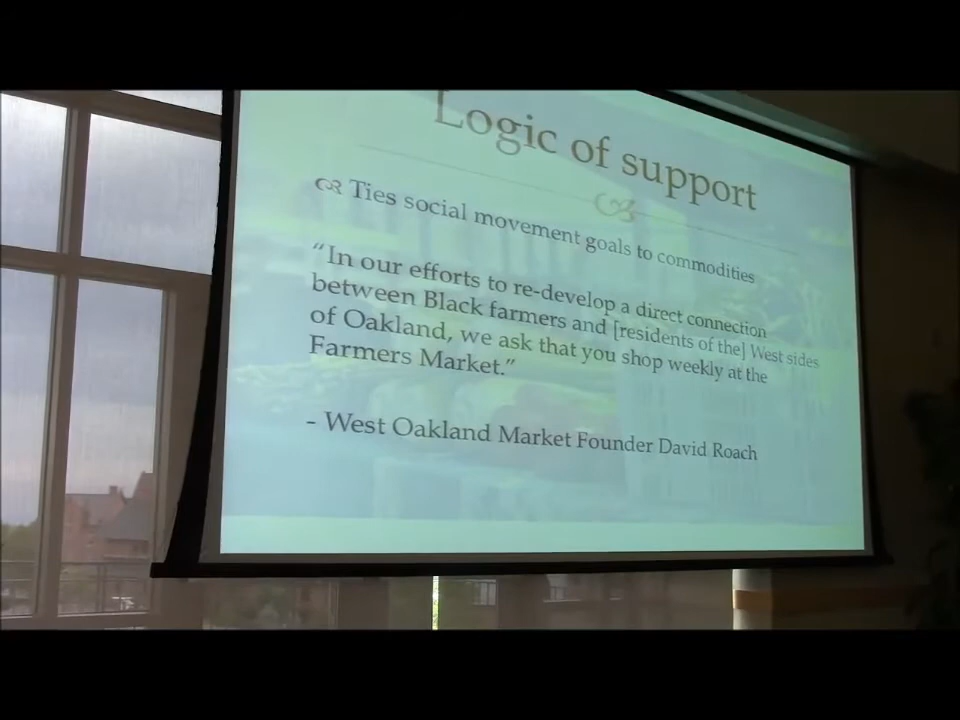 Logic of support
Ties social movement goals to commodities
“In our efforts to re-develop a direct connection
between Black farmers and [residents of the] West sides
of Oakland, we ask that you shop weekly at the
Farmers Market.”
- West Oakland Market Founder David Roach